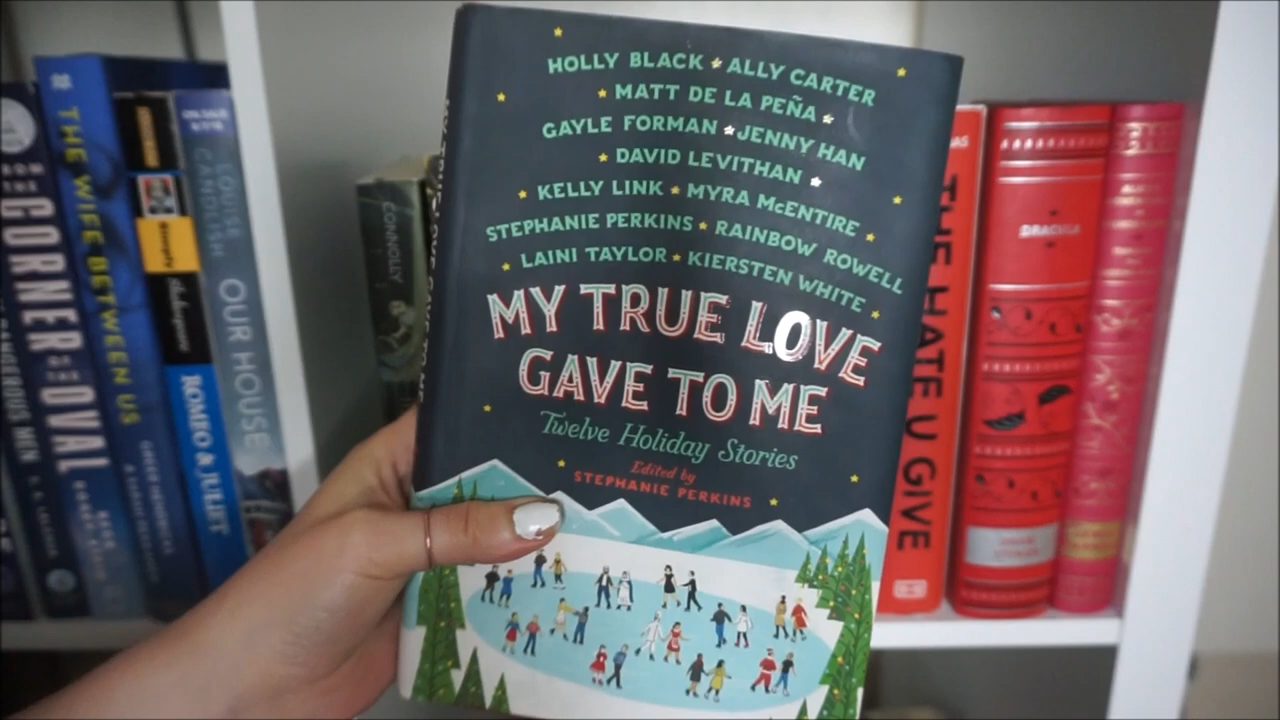 HOLLY BLACK ALLY CARTER
MATT DE LA PEÑA
GAYLE FORMAN JENNY HAN
DAVID LEVITHAN
KELLY LINK MYRA McENTIRE
STEPHANIE PERKINS RAINBOW ROWELL
LAINI TAYLOR KIERSTEN WHITE
MY TRUE LOVE
GAVE TO ME
Twelve Holiday Stories
Edited by
STEPHANIE PERKINS
CORNER OF THE OVAL
THE WIFE BETWEEN US
Shakespeare
ROMEO & JULIET
LOUISE CANDLISH
OUR HOUSE
CONNOLLY
THE HATE U GIVE
DRACULA
BRAM STOKER